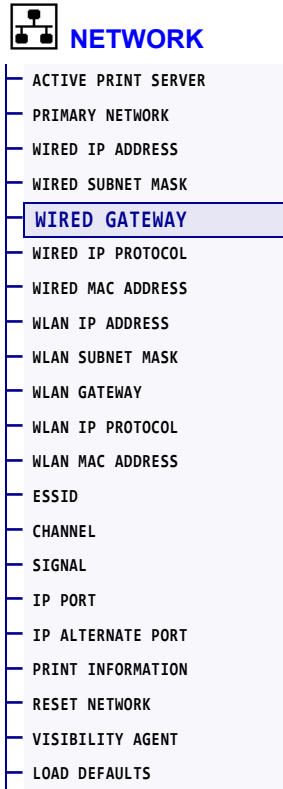 NETWORK
ACTIVE PRINT SERVER
PRIMARY NETWORK
WIRED IP ADDRESS
WIRED SUBNET MASK
WIRED GATEWAY
WIRED IP PROTOCOL
WIRED MAC ADDRESS
WLAN IP ADDRESS
WLAN SUBNET MASK
WLAN GATEWAY
WLAN IP PROTOCOL
WLAN MAC ADDRESS
ESSID
CHANNEL
SIGNAL
IP PORT
IP ALTERNATE PORT
PRINT INFORMATION
RESET NETWORK
VISIBILITY AGENT
LOAD DEFAULTS